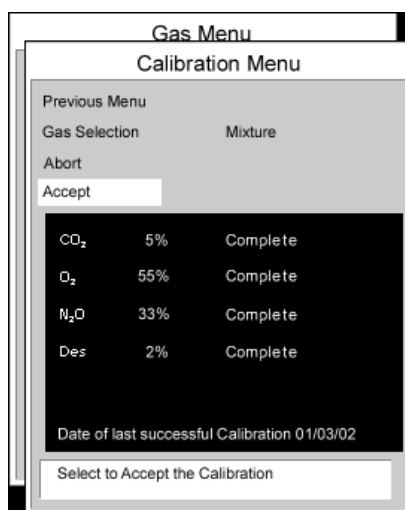 Gas Menu
Calibration Menu
Previous Menu
Gas Selection Mixture
Abort
Accept
CO₂ 5% Complete
O₂ 55% Complete
N₂O 33% Complete
Des 2% Complete
Date of last successful Calibration 01/03/02
Select to Accept the Calibration